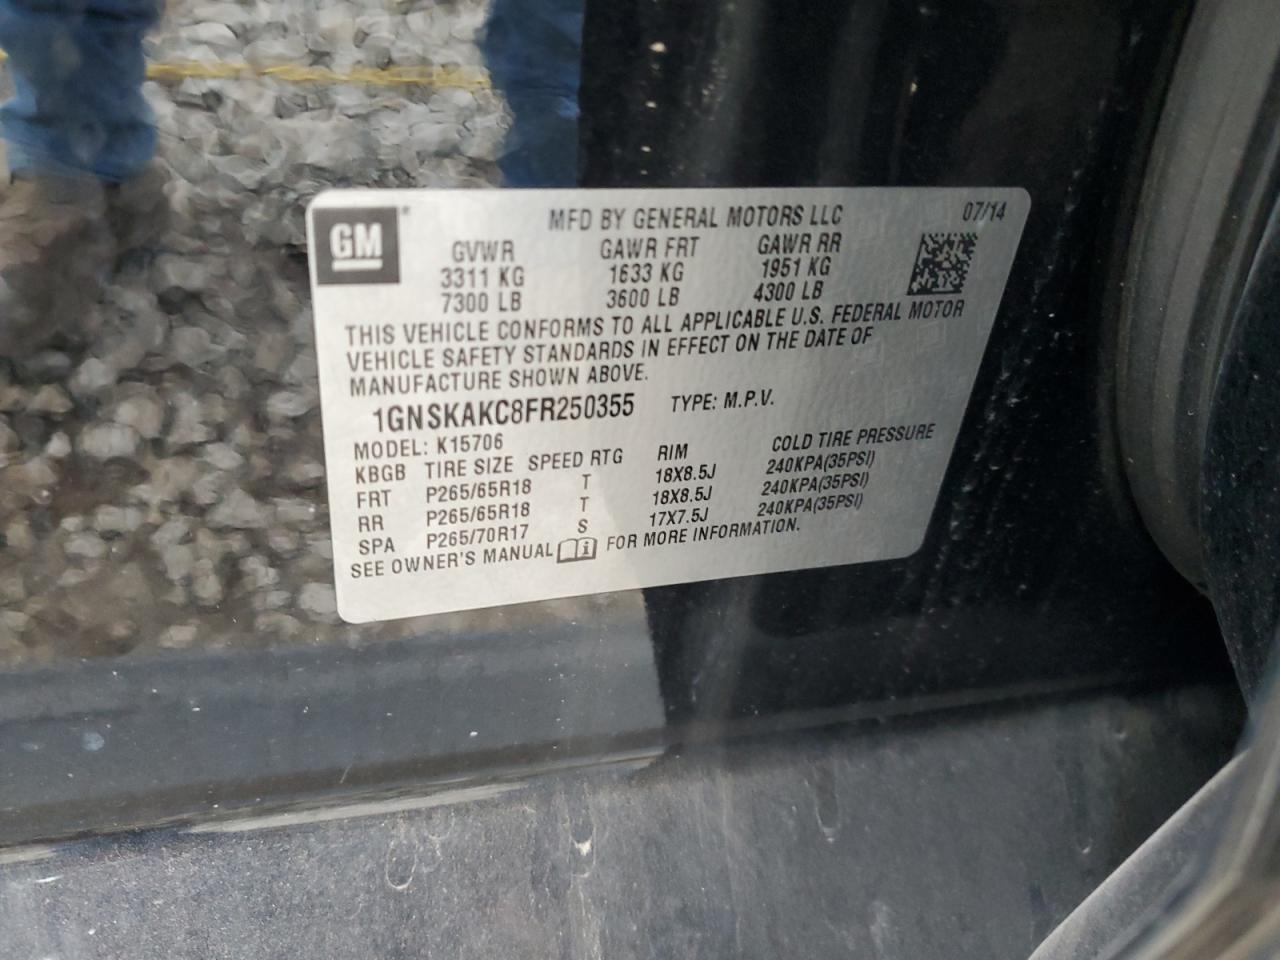 GM®
MFD BY GENERAL MOTORS LLC 07/14
GVWR GAWR FRT GAWR RR
3311 KG 1633 KG 1951 KG
7300 LB 3600 LB 4300 LB
THIS VEHICLE CONFORMS TO ALL APPLICABLE U.S. FEDERAL MOTOR
VEHICLE SAFETY STANDARDS IN EFFECT ON THE DATE OF
MANUFACTURE SHOWN ABOVE.
1GNSKAKC8FR250355 TYPE: M.P.V.
MODEL: K15706
KBGB TIRE SIZE SPEED RTG RIM COLD TIRE PRESSURE
FRT P265/65R18 T 18X8.5J 240KPA(35PSI)
RR P265/65R18 T 18X8.5J 240KPA(35PSI)
SPA P265/70R17 S 17X7.5J 240KPA(35PSI)
SEE OWNER'S MANUAL FOR MORE INFORMATION.